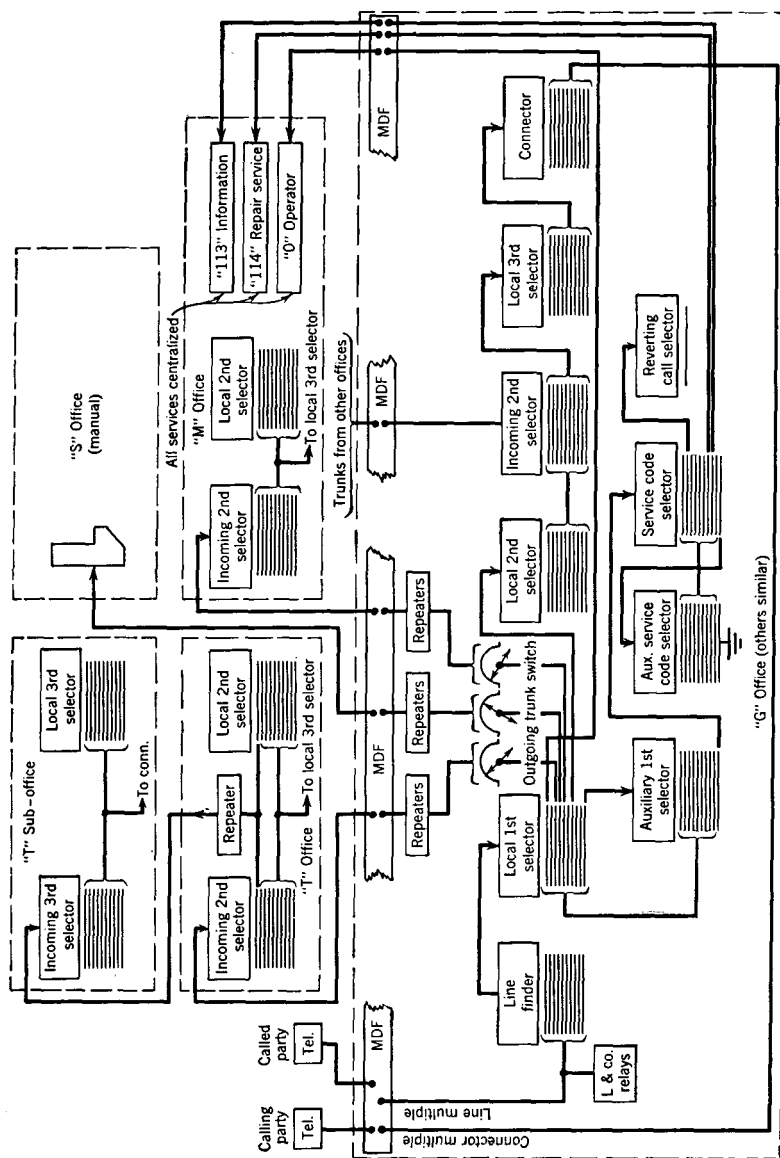 "S" Office
(manual)
"T" Sub-office
Incoming 3rd
selector
Local 3rd
selector
To conn.
"T" Office
Incoming 2nd
selector
Local 2nd
selector
Repeater
To local 3rd selector
"M" Office
Incoming 2nd
selector
Local 2nd
selector
To local 3rd selector
All services centralized
"113" Information
"114" Repair service
"O" Operator
Trunks from other offices
Calling
party
Tel.
Called
party
Tel.
MDF
MDF
MDF
MDF
Connector multiple
Line multiple
L & co.
relays
Line
finder
Repeaters
Repeaters
Repeaters
Outgoing trunk switch
Local 1st
selector
Local 2nd
selector
Incoming 2nd
selector
Local 3rd
selector
Connector
Auxiliary 1st
selector
Aux. service
code selector
Service code
selector
Reverting
call selector
"G" Office (others similar)